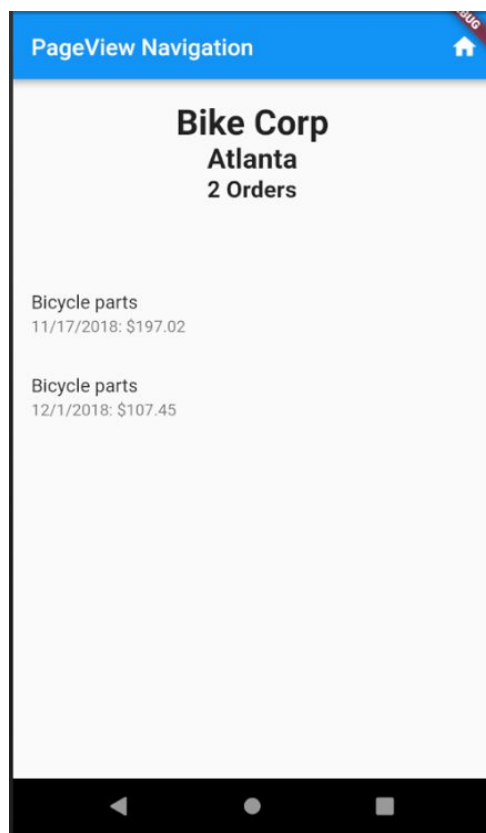 PageView Navigation
Bike Corp
Atlanta
2 Orders
Bicycle parts
11/17/2018: $197.02
Bicycle parts
12/1/2018: $107.45